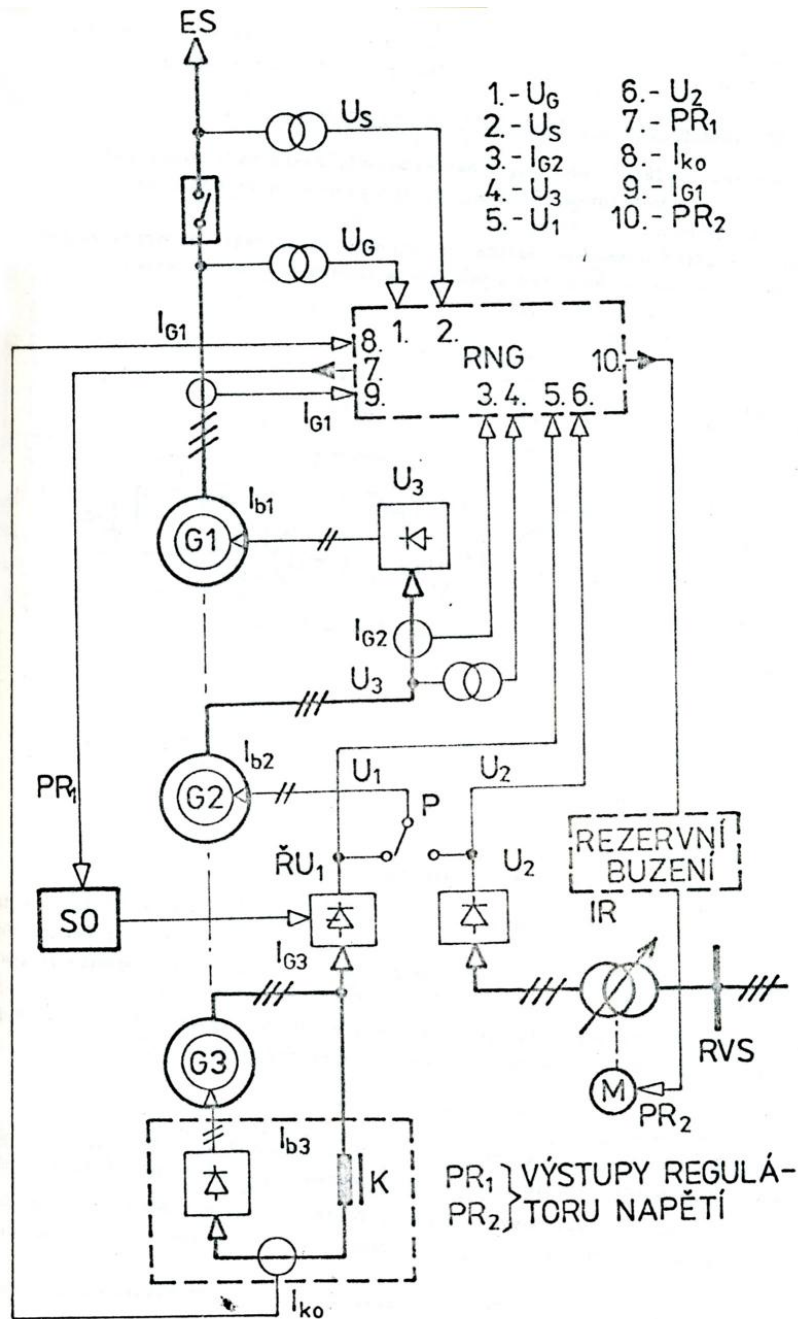 ES
U_S
1.- U_G 6.- U_2
2.- U_S 7.- PR_1
3.- I_G2 8.- I_ko
4.- U_3 9.- I_G1
5.- U_1 10.- PR_2
U_G
I_G1
1. 2.
8.
7. RNG 10.
9. 3. 4. 5. 6.
I_G1
I_b1
U_3
G1
I_G2
U_3
I_b2
U_1 U_2
PR_1
G2
P
ŘU_1
U_2
REZERVNÍ
BUZENÍ
SO
IR
I_G3
G3
RVS
M
PR_2
I_b3
K
PR_1 } VÝSTUPY REGULÁ-
PR_2 } TORU NAPĚTÍ
I_ko